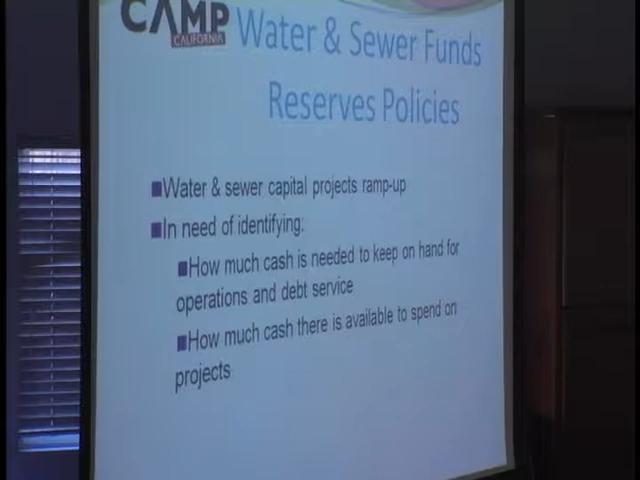 CAMP
CALIFORNIA
Water & Sewer Funds
Reserves Policies
Water & sewer capital projects ramp-up
In need of identifying:
How much cash is needed to keep on hand for
operations and debt service
How much cash there is available to spend on
projects